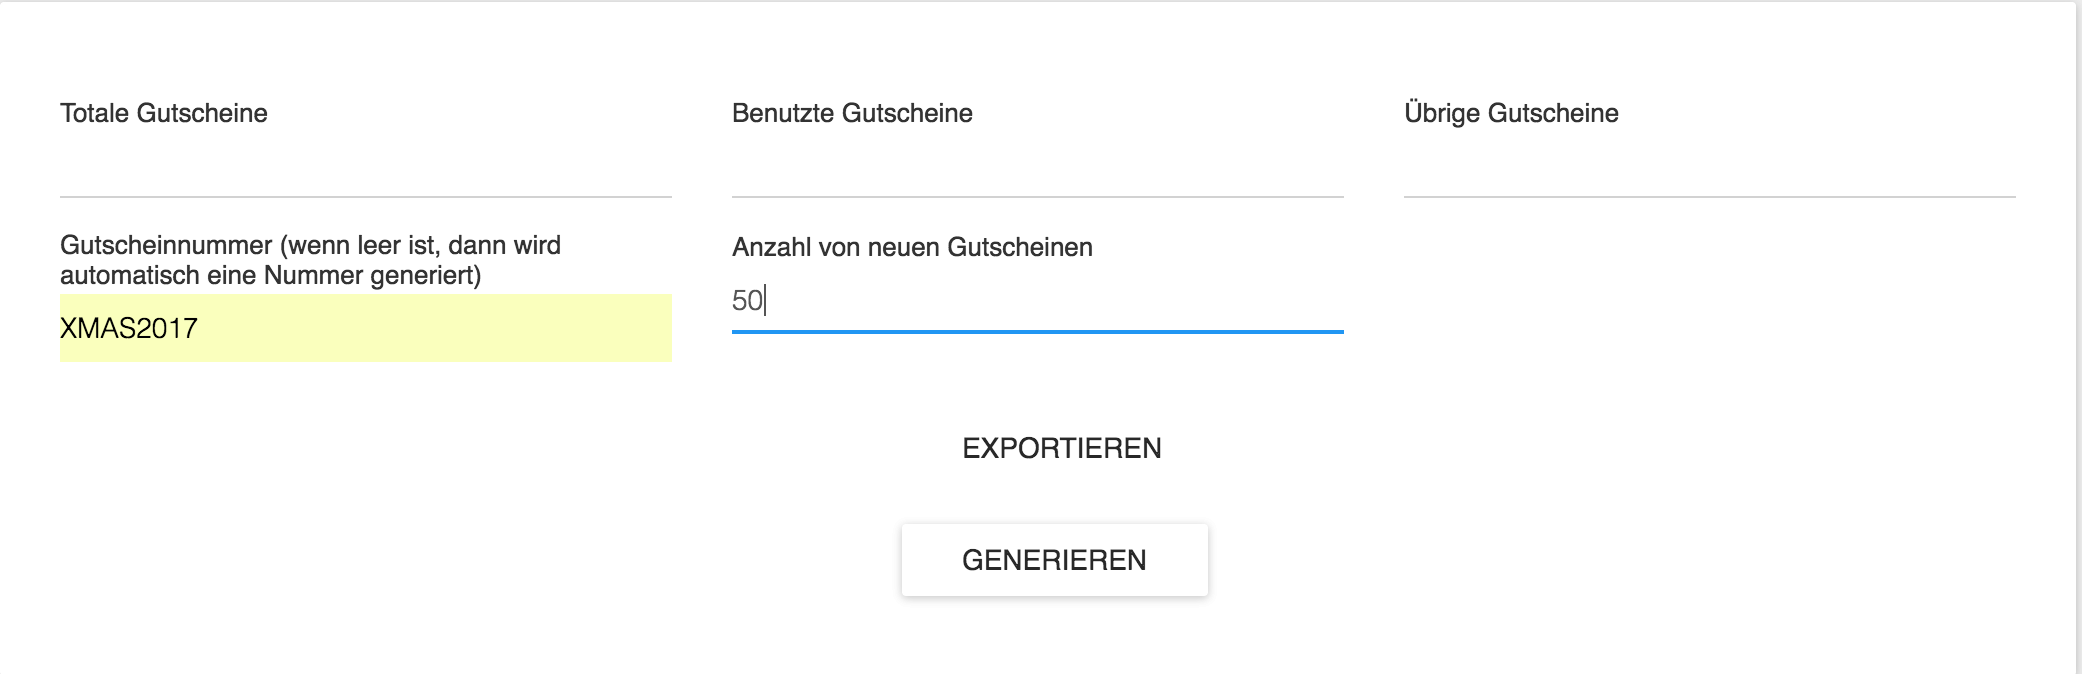 Totale Gutscheine
Benutzte Gutscheine
Übrige Gutscheine
Gutscheinnummer (wenn leer ist, dann wird
automatisch eine Nummer generiert)
XMAS2017
Anzahl von neuen Gutscheinen
50
EXPORTIEREN
GENERIEREN